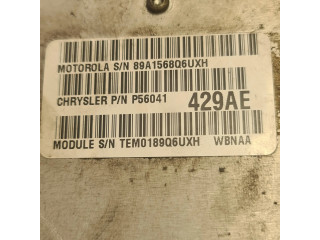 MOTOROLA S/N 89A1568Q6UXH
CHRYSLER P/N P56041 429AE
MODULE S/N TEM0189Q6UXH WBNAA